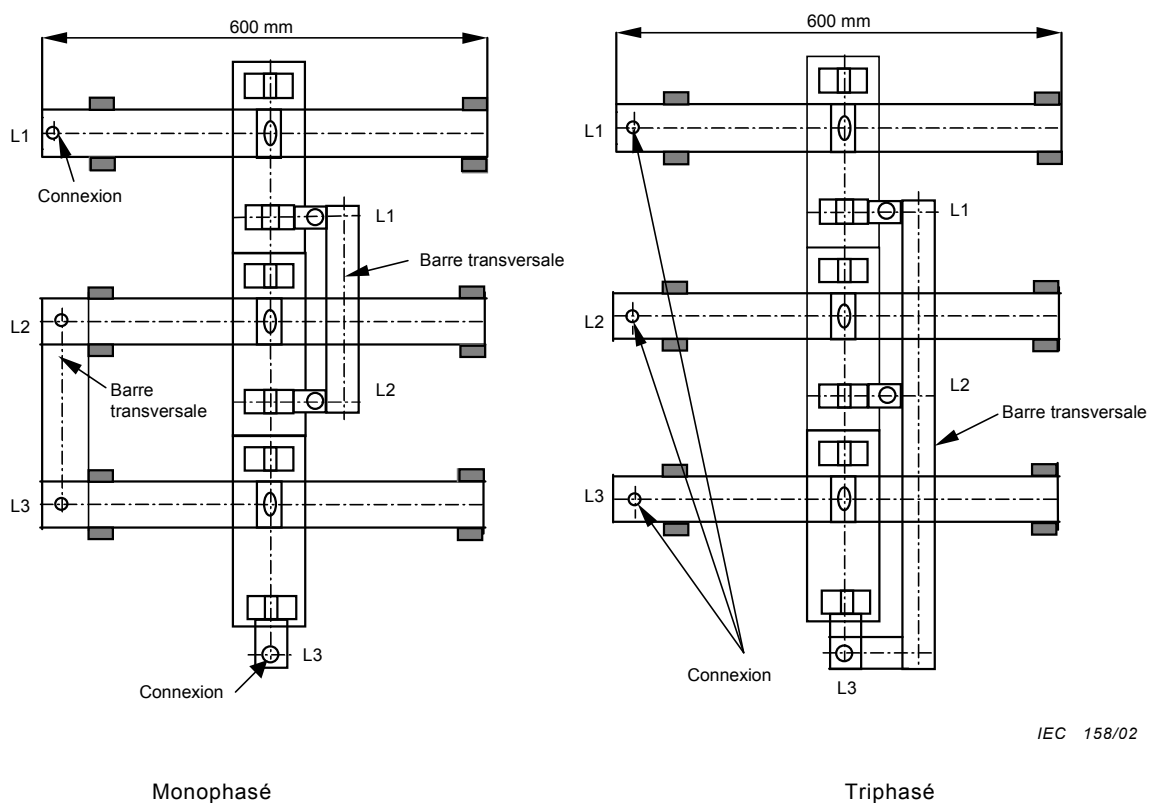 600 mm
L1
Connexion
L1
Barre transversale
L2
Barre
transversale
L2
L3
L3
Connexion
Monophasé
600 mm
L1
L1
L2
L2
Barre transversale
L3
Connexion
L3
IEC 158/02
Triphasé